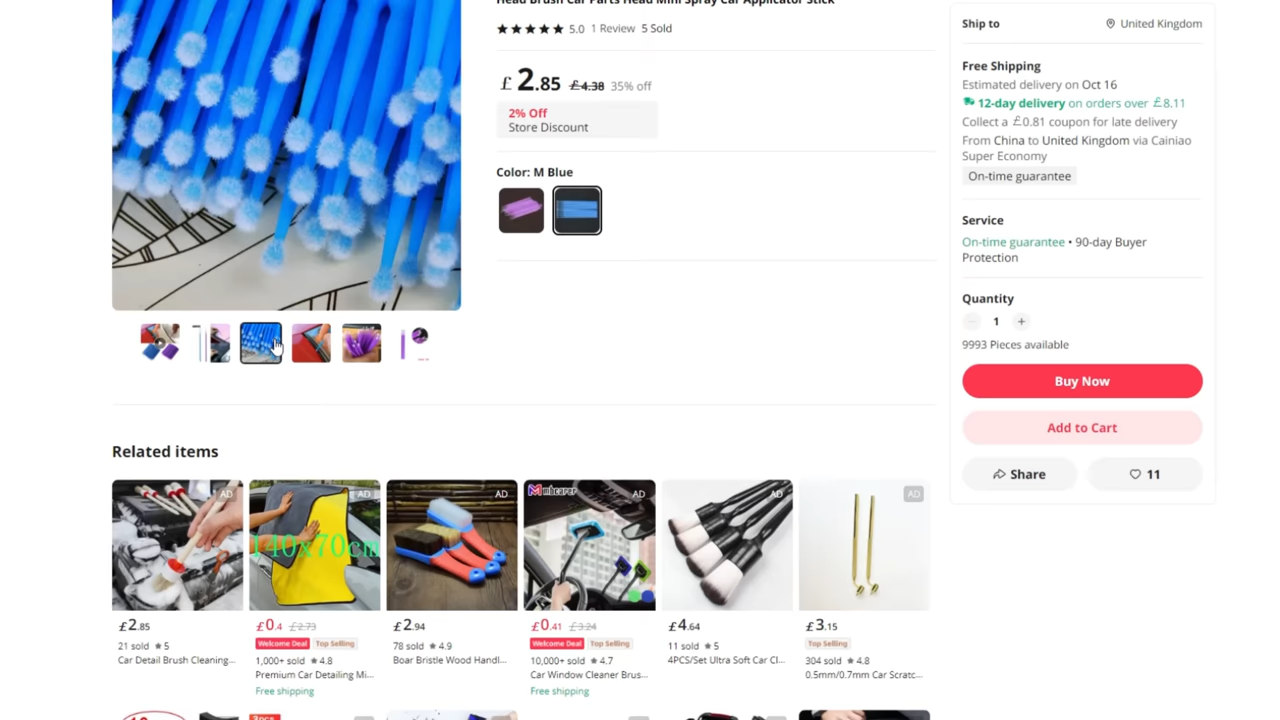 Head Brush Car Parts Head Mini Spray Car Applicator Stick
5.0 1 Review 5 Sold
£2.85 £4.38 35% off
2% Off
Store Discount
Color: M Blue
Ship to
United Kingdom
Free Shipping
Estimated delivery on Oct 16
12-day delivery on orders over £8.11
Collect a £0.81 coupon for late delivery
From China to United Kingdom via Cainiao
Super Economy
On-time guarantee
Service
On-time guarantee • 90-day Buyer
Protection
Quantity
1
9993 Pieces available
Buy Now
Add to Cart
Share
11
Related items
AD
£2.85
21 sold ★5
Car Detail Brush Cleaning...
AD
140x70cm
£0.4 £2.73
Welcome Deal Top Selling
1,000+ sold ★4.8
Premium Car Detailing Mi...
Free shipping
AD
£2.94
78 sold ★4.9
Boar Bristle Wood Handl...
Mmbcarer
AD
£0.41 £3.24
Welcome Deal Top Selling
10,000+ sold ★4.7
Car Window Cleaner Brus...
Free shipping
AD
£4.64
11 sold ★5
4PCS/Set Ultra Soft Car Cl...
AD
£3.15
Top Selling
304 sold ★4.8
0.5mm/0.7mm Car Scratc...